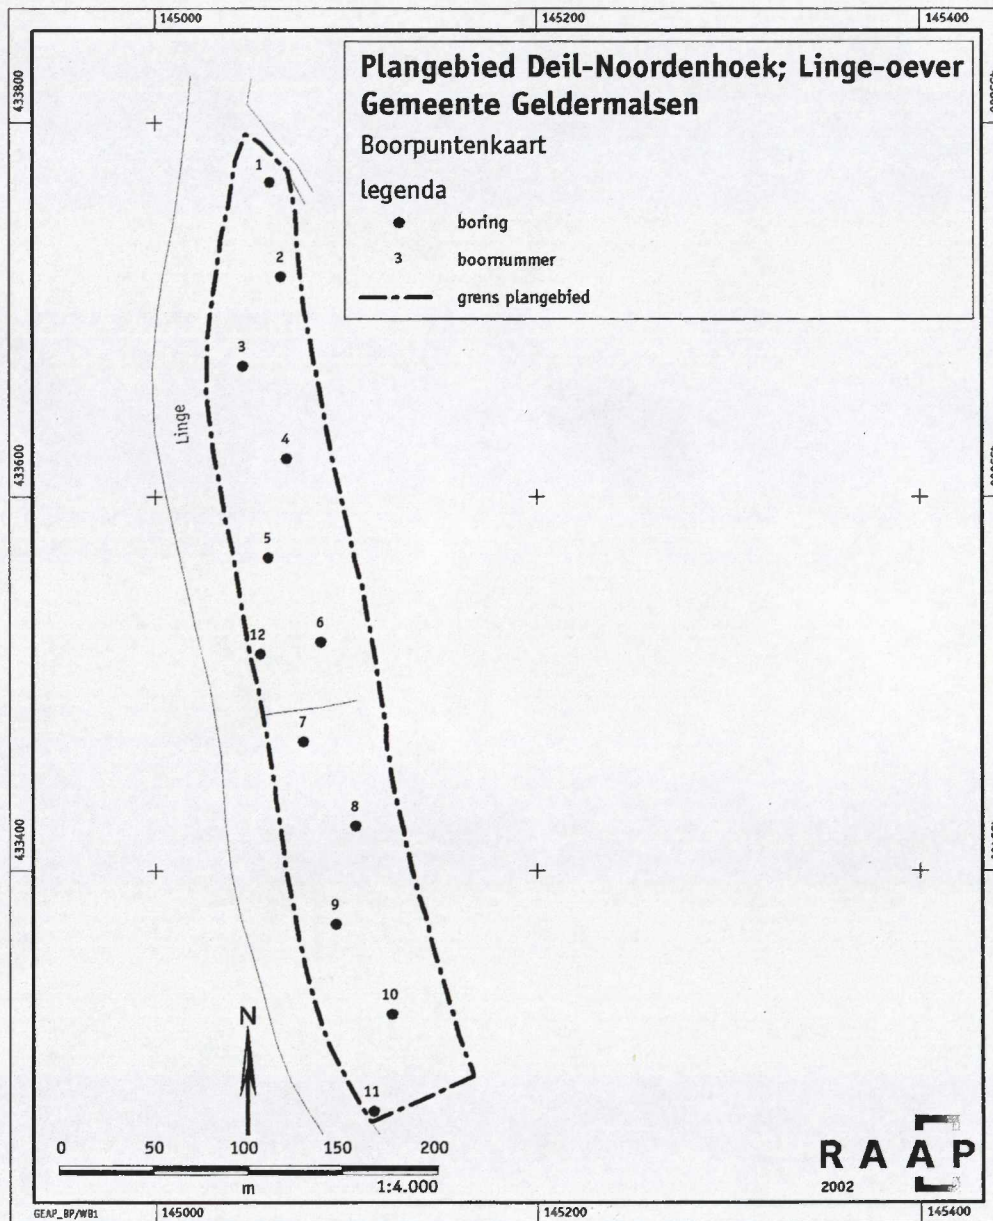 145000
145200
145400
433800
Plangebied Deil-Noordenhoek; Linge-oever
Gemeente Geldermalsen
Boorpuntenkaart
legenda
boring
3 boornummer
grens plangebied
1
2
3
4
Linge
433600
5
6
12
7
8
433400
9
10
N
11
0 50 100 150 200
m 1:4.000
RAAP
2002
GEAP_BP/WB1
145000
145200
145400